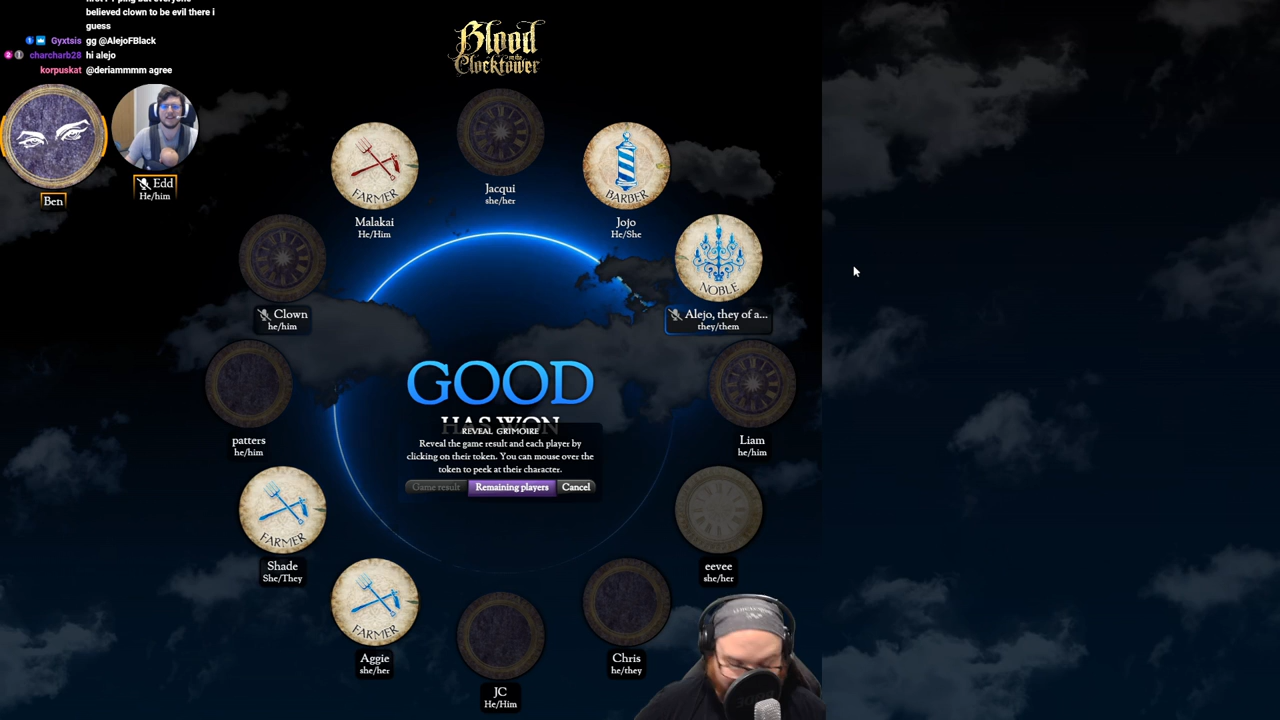 believed clown to be evil there i
guess
Gyxtsis gg @AlejoFBlack
charcharb28 hi alejo
korpuskat @deriammmm agree
Ben
Edd
He/him
Blood
on the
Clocktower
Jacqui
she/her
FARMER
Malakai
He/Him
BARBER
Jojo
He/She
Clown
he/him
NOBLE
Alejo, they of a...
they/them
patters
he/him
Liam
he/him
GOOD
HAS WON
REVEAL GRIMOIRE
Reveal the game result and each player by
clicking on their token. You can mouse over the
token to peek at their character.
Game result Remaining players Cancel
FARMER
Shade
She/They
eevee
she/her
FARMER
Aggie
she/her
JC
He/Him
Chris
he/they